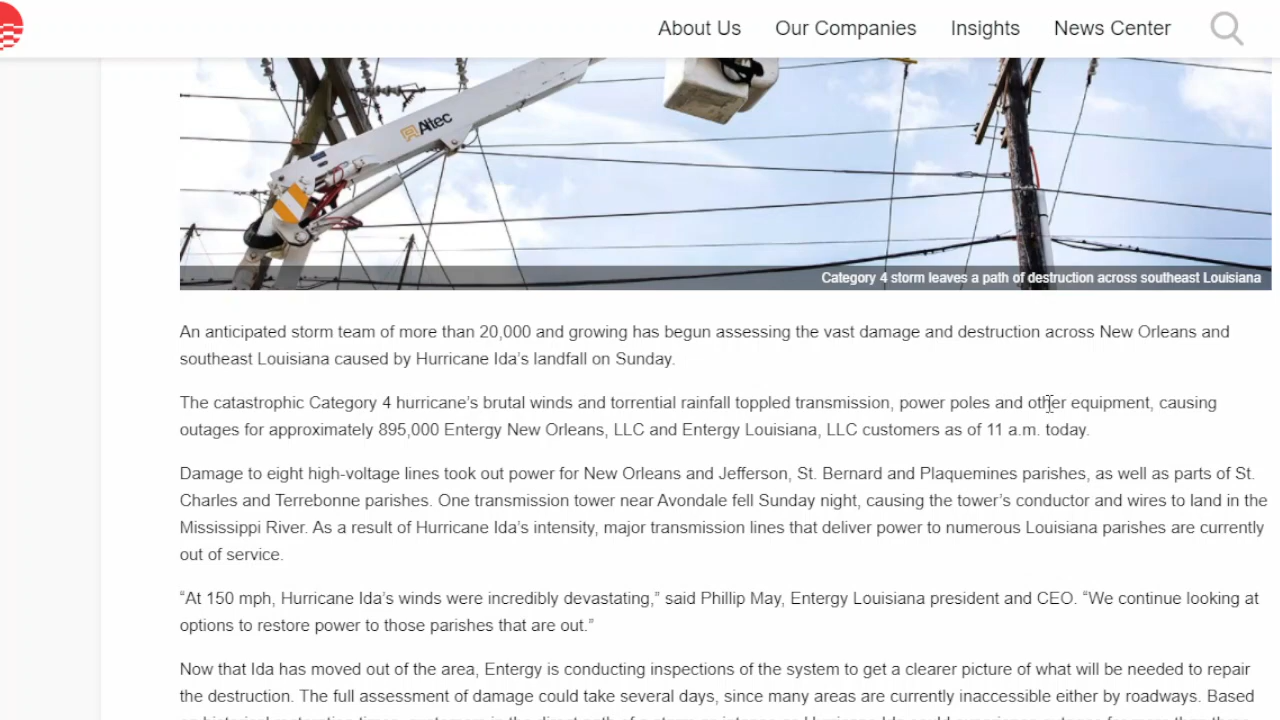 About Us Our Companies Insights News Center
Altec
Category 4 storm leaves a path of destruction across southeast Louisiana
An anticipated storm team of more than 20,000 and growing has begun assessing the vast damage and destruction across New Orleans and
southeast Louisiana caused by Hurricane Ida’s landfall on Sunday.
The catastrophic Category 4 hurricane’s brutal winds and torrential rainfall toppled transmission, power poles and other equipment, causing
outages for approximately 895,000 Entergy New Orleans, LLC and Entergy Louisiana, LLC customers as of 11 a.m. today.
Damage to eight high-voltage lines took out power for New Orleans and Jefferson, St. Bernard and Plaquemines parishes, as well as parts of St.
Charles and Terrebonne parishes. One transmission tower near Avondale fell Sunday night, causing the tower’s conductor and wires to land in the
Mississippi River. As a result of Hurricane Ida’s intensity, major transmission lines that deliver power to numerous Louisiana parishes are currently
out of service.
“At 150 mph, Hurricane Ida’s winds were incredibly devastating,” said Phillip May, Entergy Louisiana president and CEO. “We continue looking at
options to restore power to those parishes that are out.”
Now that Ida has moved out of the area, Entergy is conducting inspections of the system to get a clearer picture of what will be needed to repair
the destruction. The full assessment of damage could take several days, since many areas are currently inaccessible either by roadways. Based